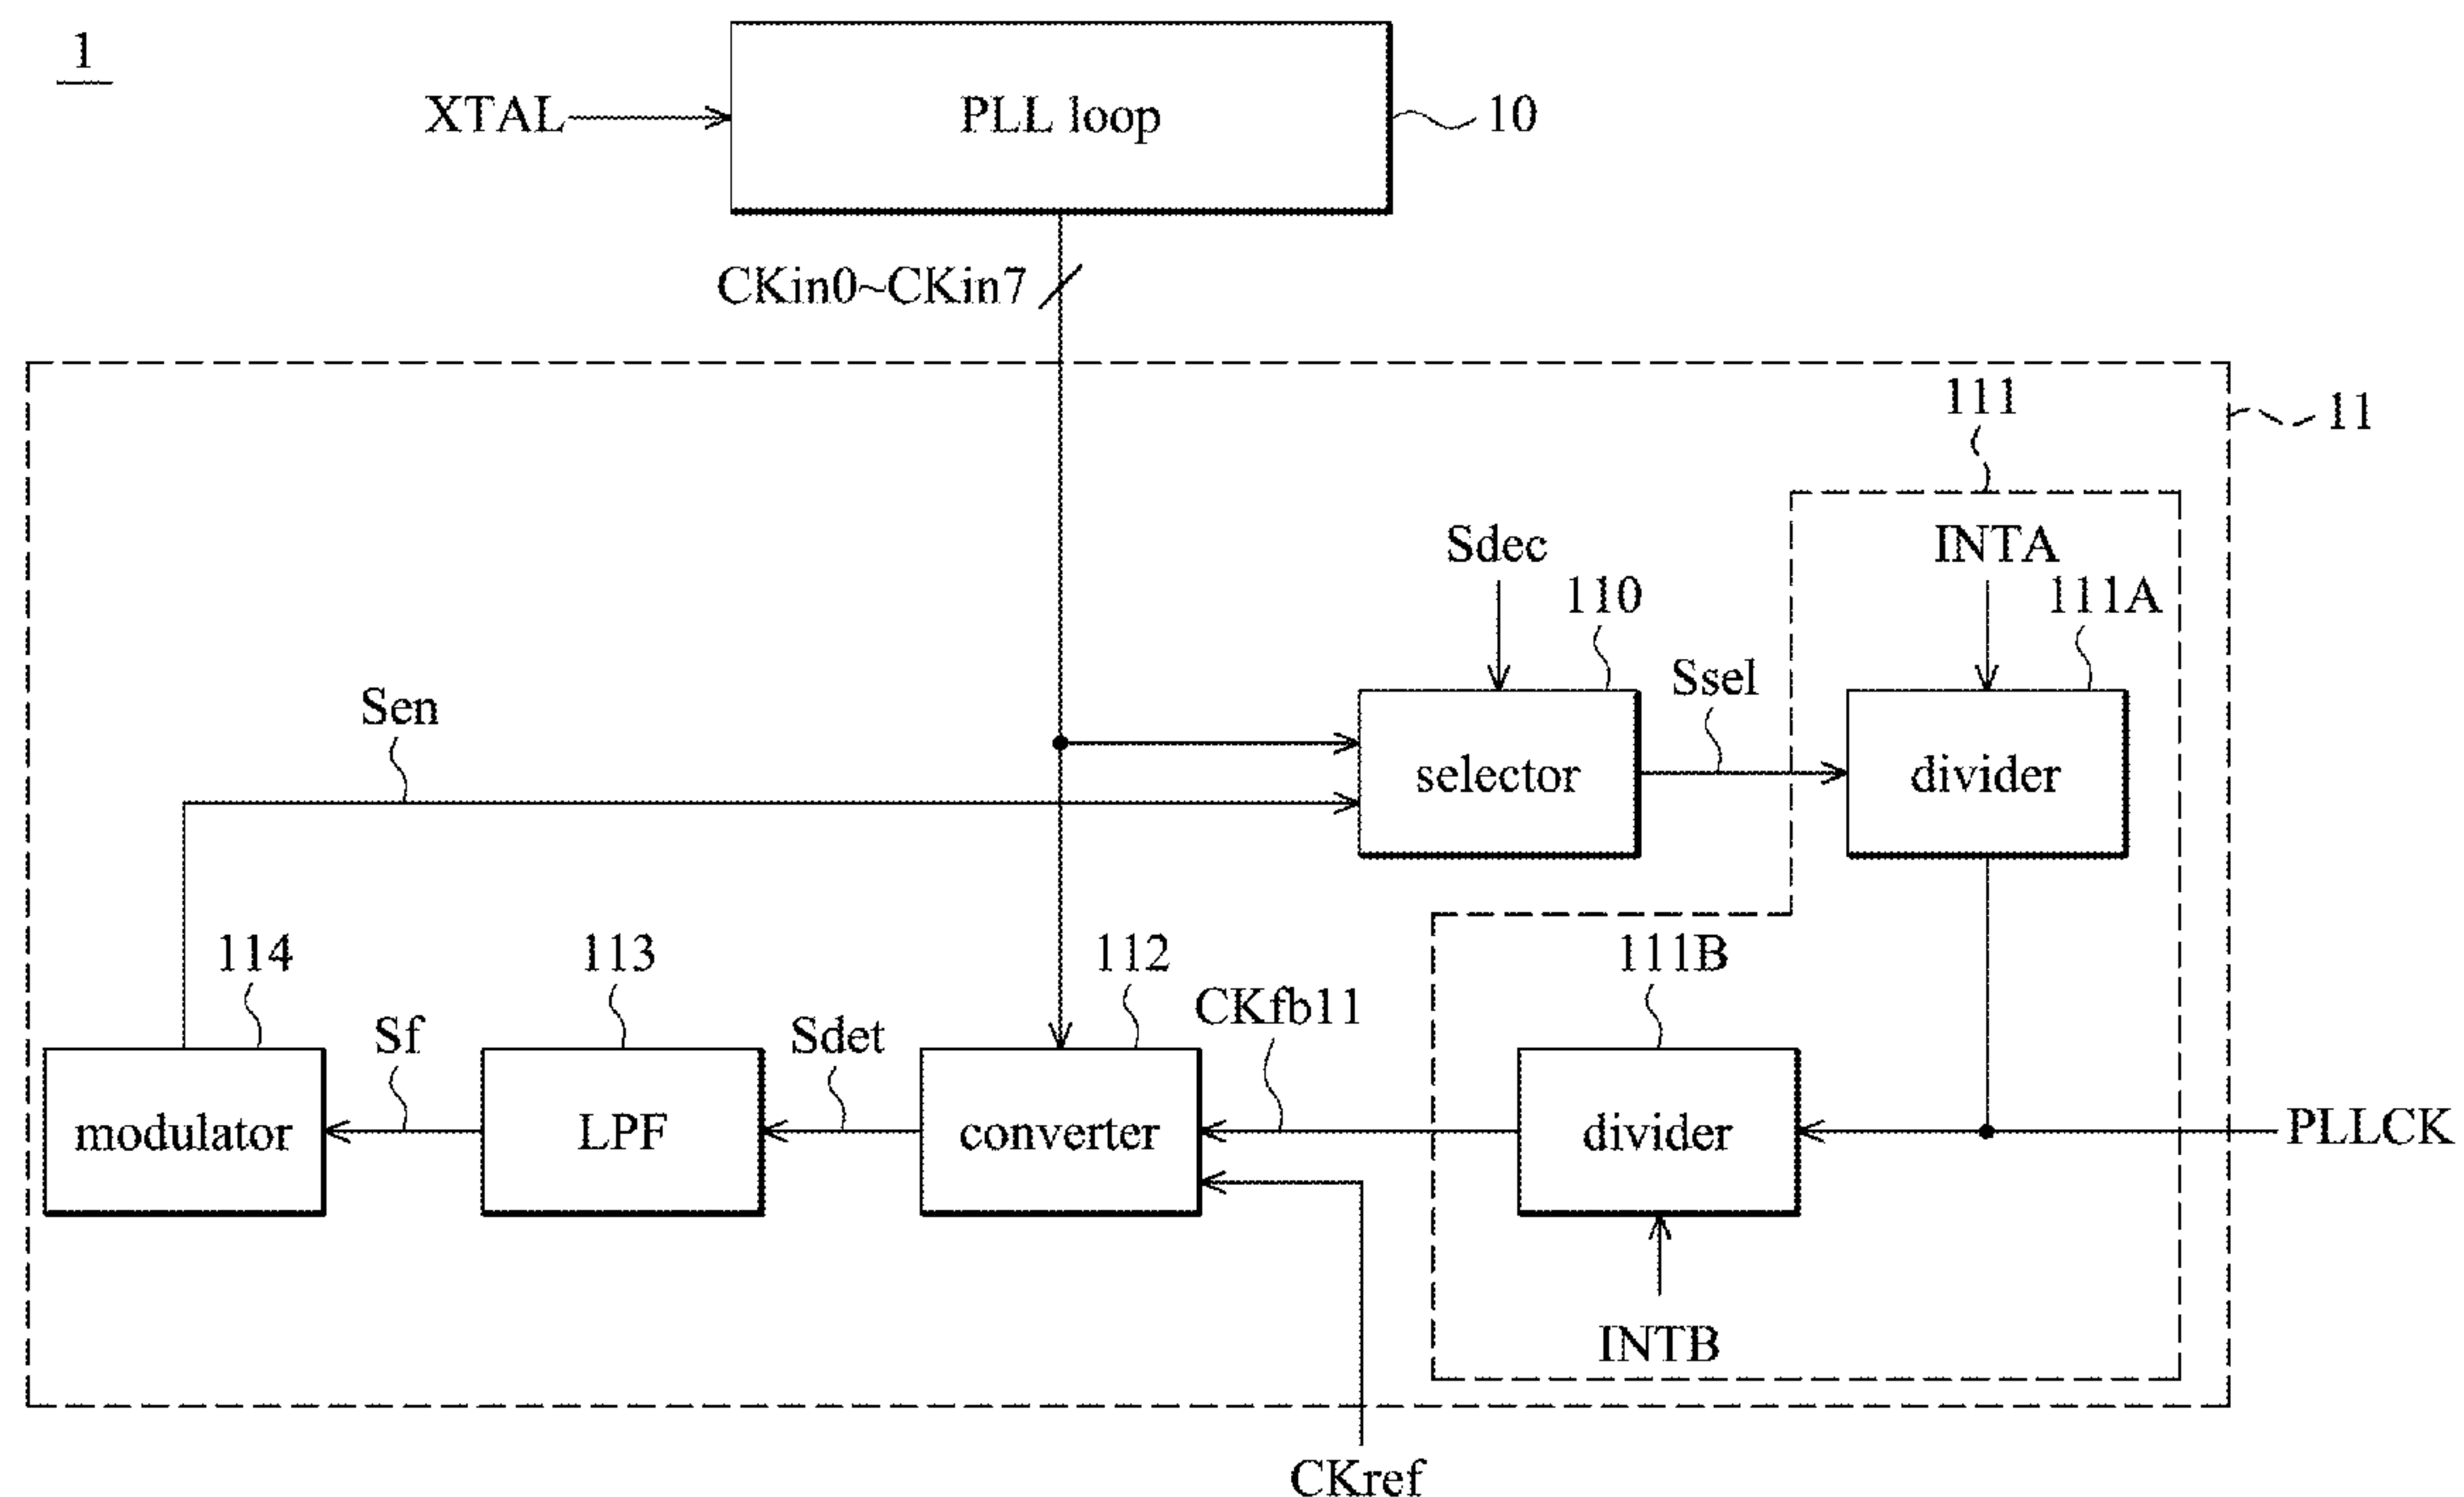 1
XTAL
PLL loop
10
CKin0~CKin7
11
111
Sdec
INTA
110
111A
Ssel
Sen
selector
divider
114
113
112
111B
CKfb11
Sf
Sdet
modulator
LPF
converter
divider
PLLCK
INTB
CKref